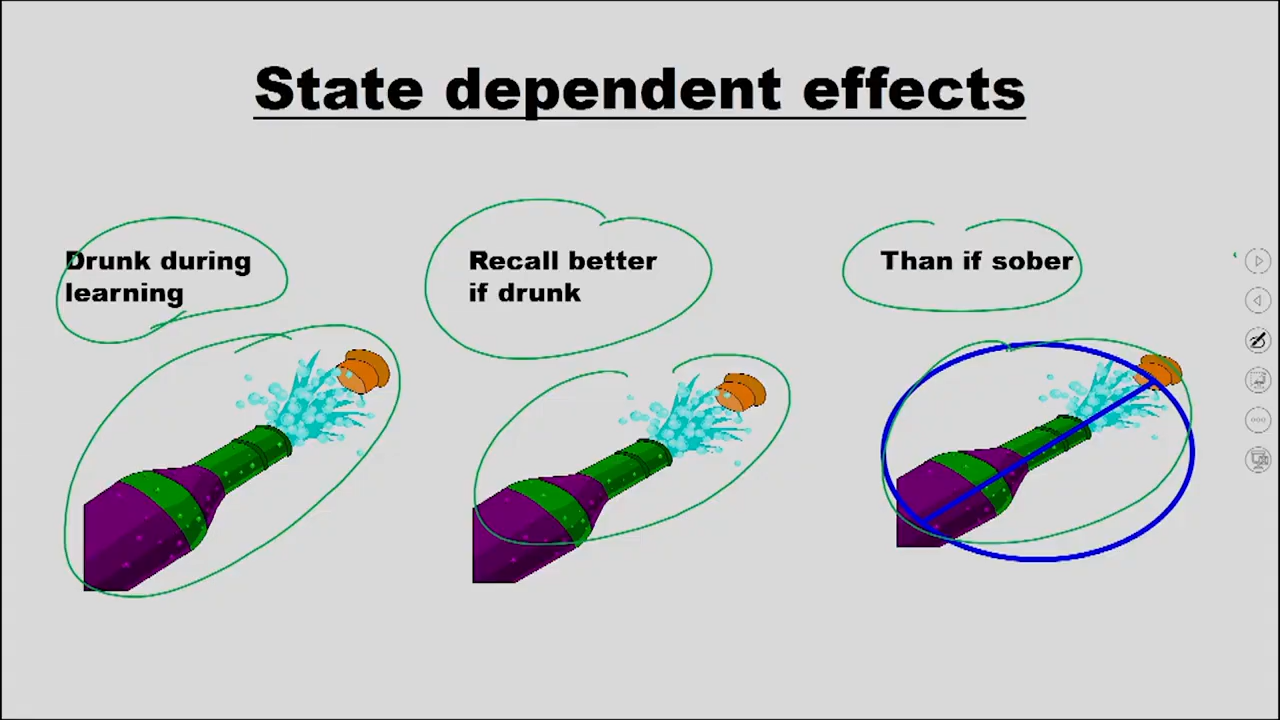 State dependent effects
Drunk during
learning
Recall better
if drunk
Than if sober